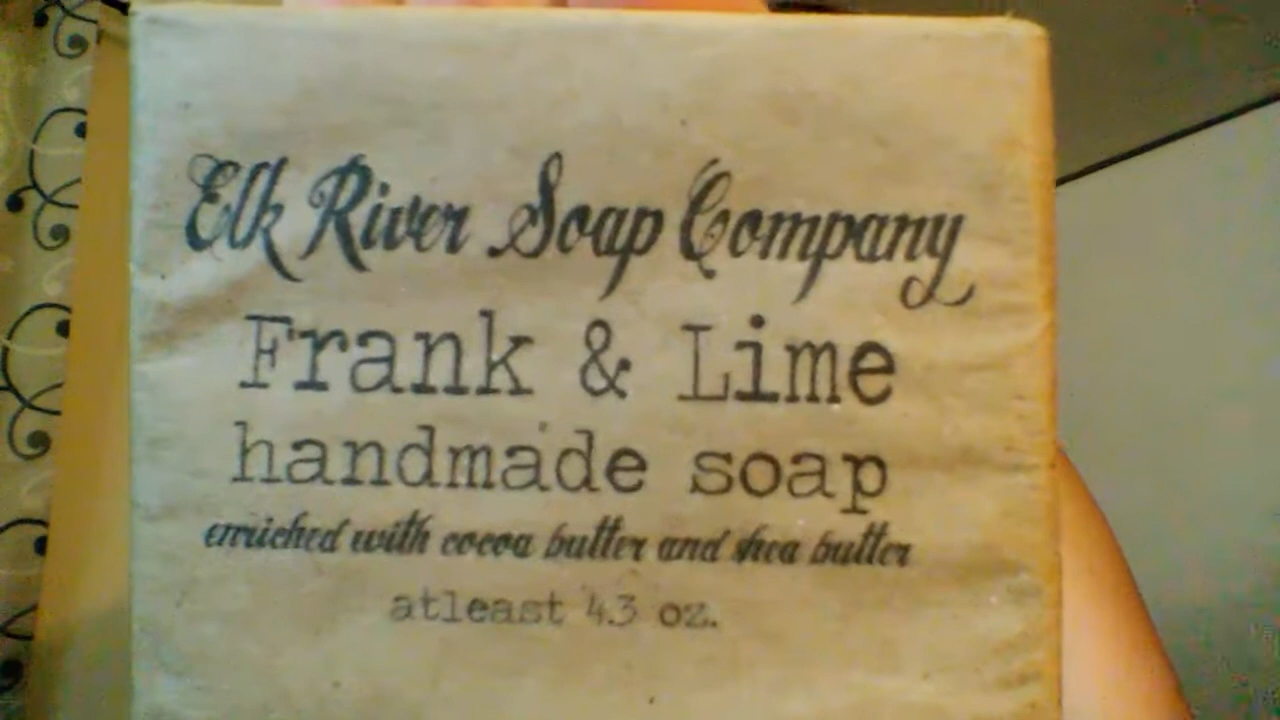 Elk River Soap Company
Frank & Lime
handmade soap
enriched with cocoa butter and shea butter
atleast 4.3 oz.